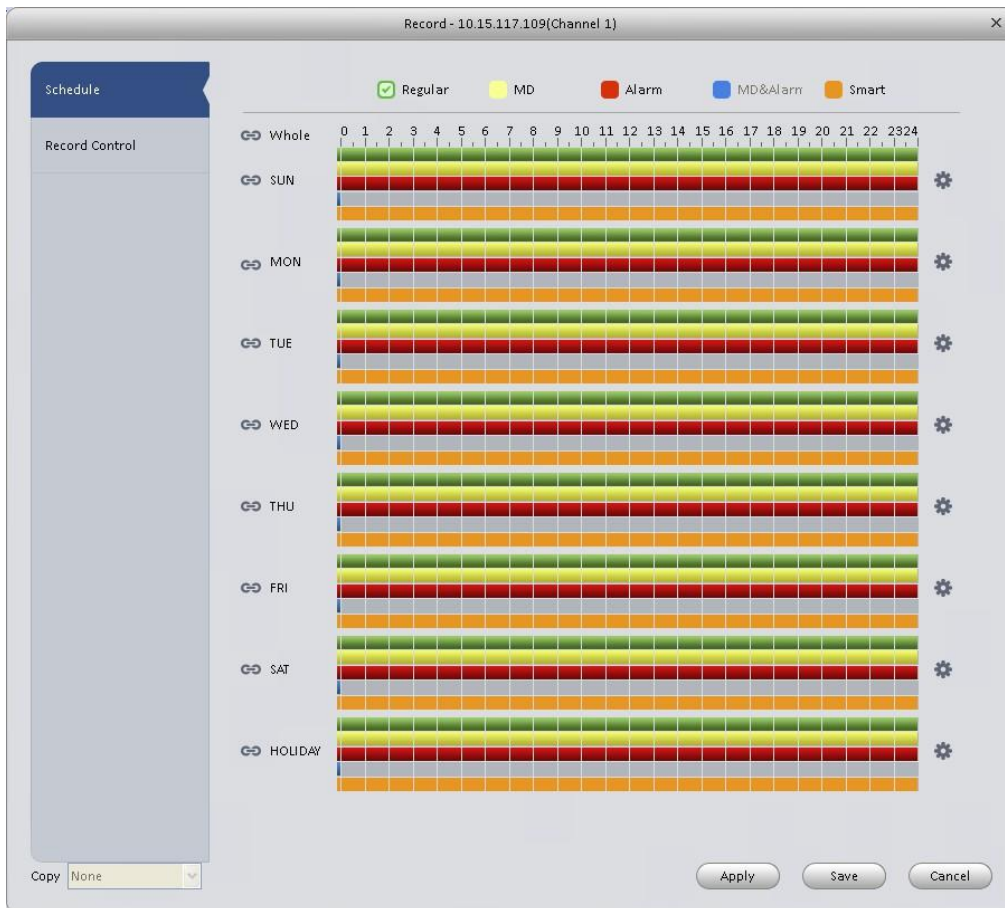 Record - 10.15.117.109(Channel 1)
Schedule
Record Control
Regular MD Alarm MD&Alarm Smart
Whole 0 1 2 3 4 5 6 7 8 9 10 11 12 13 14 15 16 17 18 19 20 21 22 2324
SUN
MON
TUE
WED
THU
FRI
SAT
HOLIDAY
Copy None Apply Save Cancel